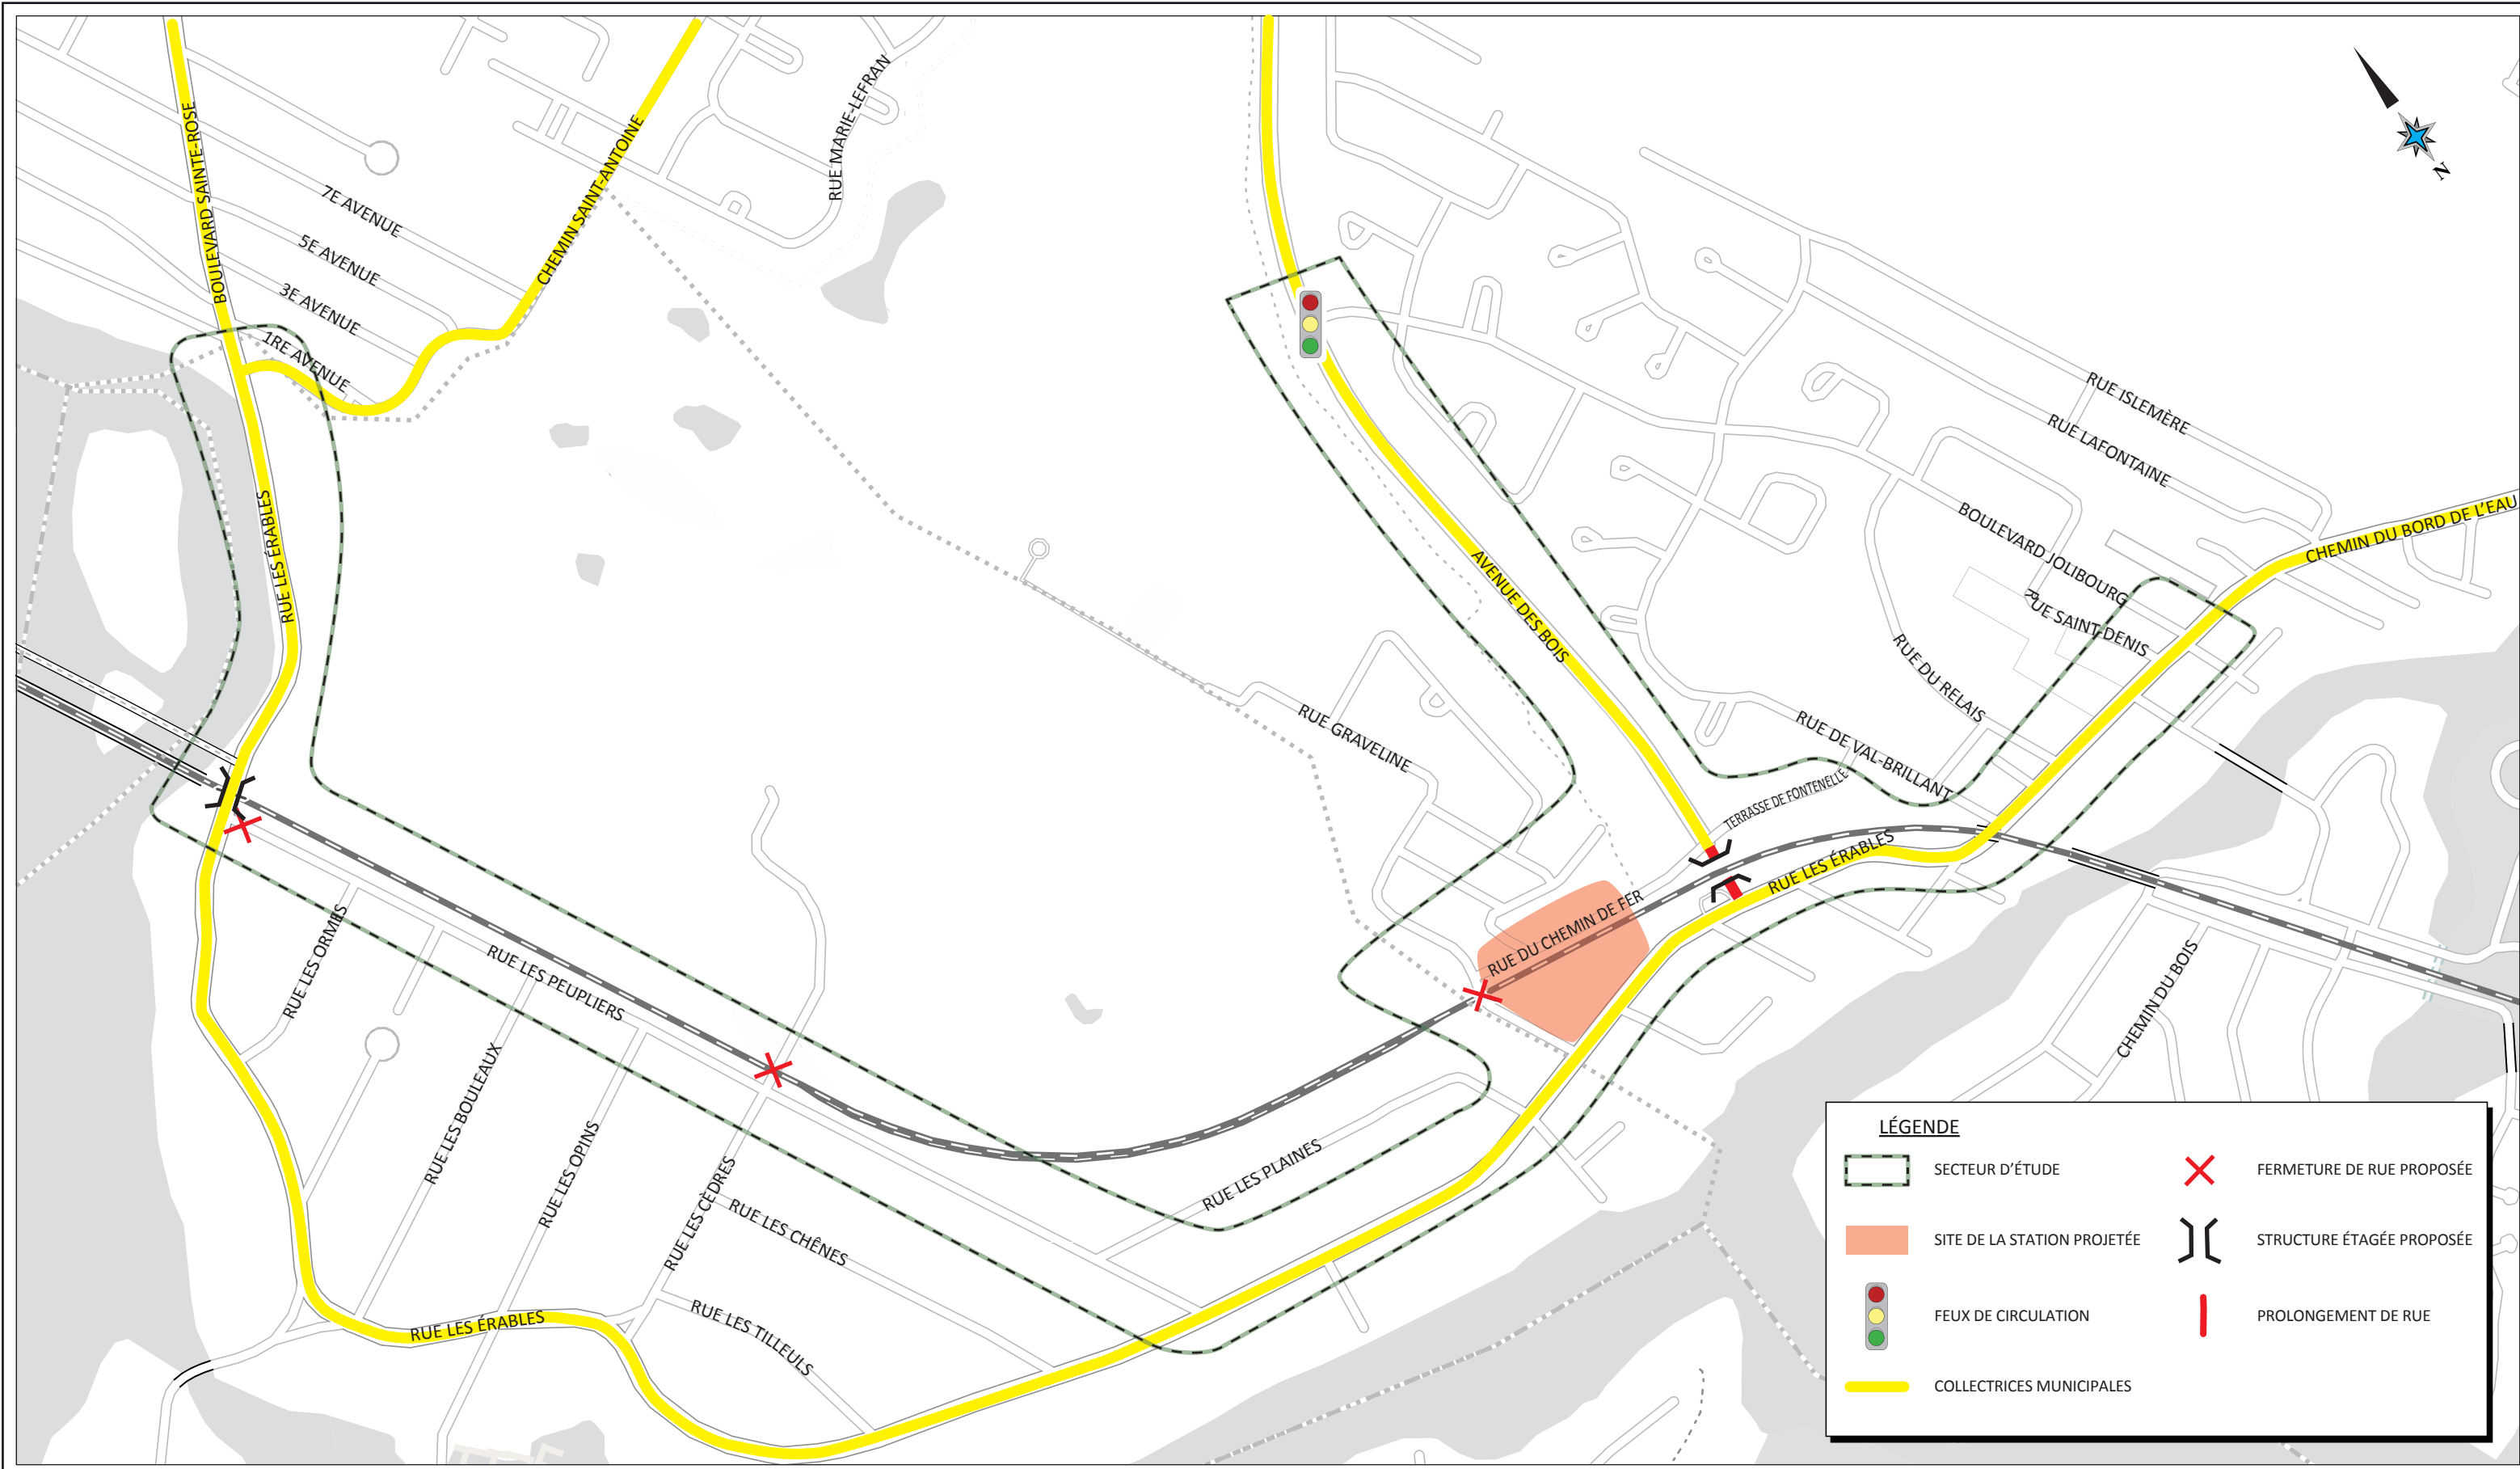 BOULEVARD SAINTE-ROSE
CHEMIN SAINT-ANTOINE
RUE MARIE-LEFRAN
7E AVENUE
5E AVENUE
3E AVENUE
1RE AVENUE
N
RUE ISLEMÈRE
RUE LAFONTAINE
CHEMIN DU BORD DE L'EAU
BOULEVARD JOLIBOURG
RUE SAINT-DENIS
RUE DU RELAIS
RUE LES ÉRABLES
AVENUE DES BOIS
RUE GRAVELINE
RUE DE VAL-BRILLANT
TERRASSE DE FONTENELLE
RUE LES ÉRABLES
RUE DU CHEMIN DE FER
CHEMIN DU BOIS
RUE LES ORMES
RUE LES PEUPLIERS
RUE LES BOULEAUX
RUE LES OPINS
RUE LES CÈDRES
RUE LES CHÊNES
RUE LES PLAINES
RUE LES ÉRABLES
RUE LES TILLEULS
LÉGENDE
SECTEUR D'ÉTUDE
FERMETURE DE RUE PROPOSÉE
SITE DE LA STATION PROJETÉE
STRUCTURE ÉTAGÉE PROPOSÉE
FEUX DE CIRCULATION
PROLONGEMENT DE RUE
COLLECTRICES MUNICIPALES